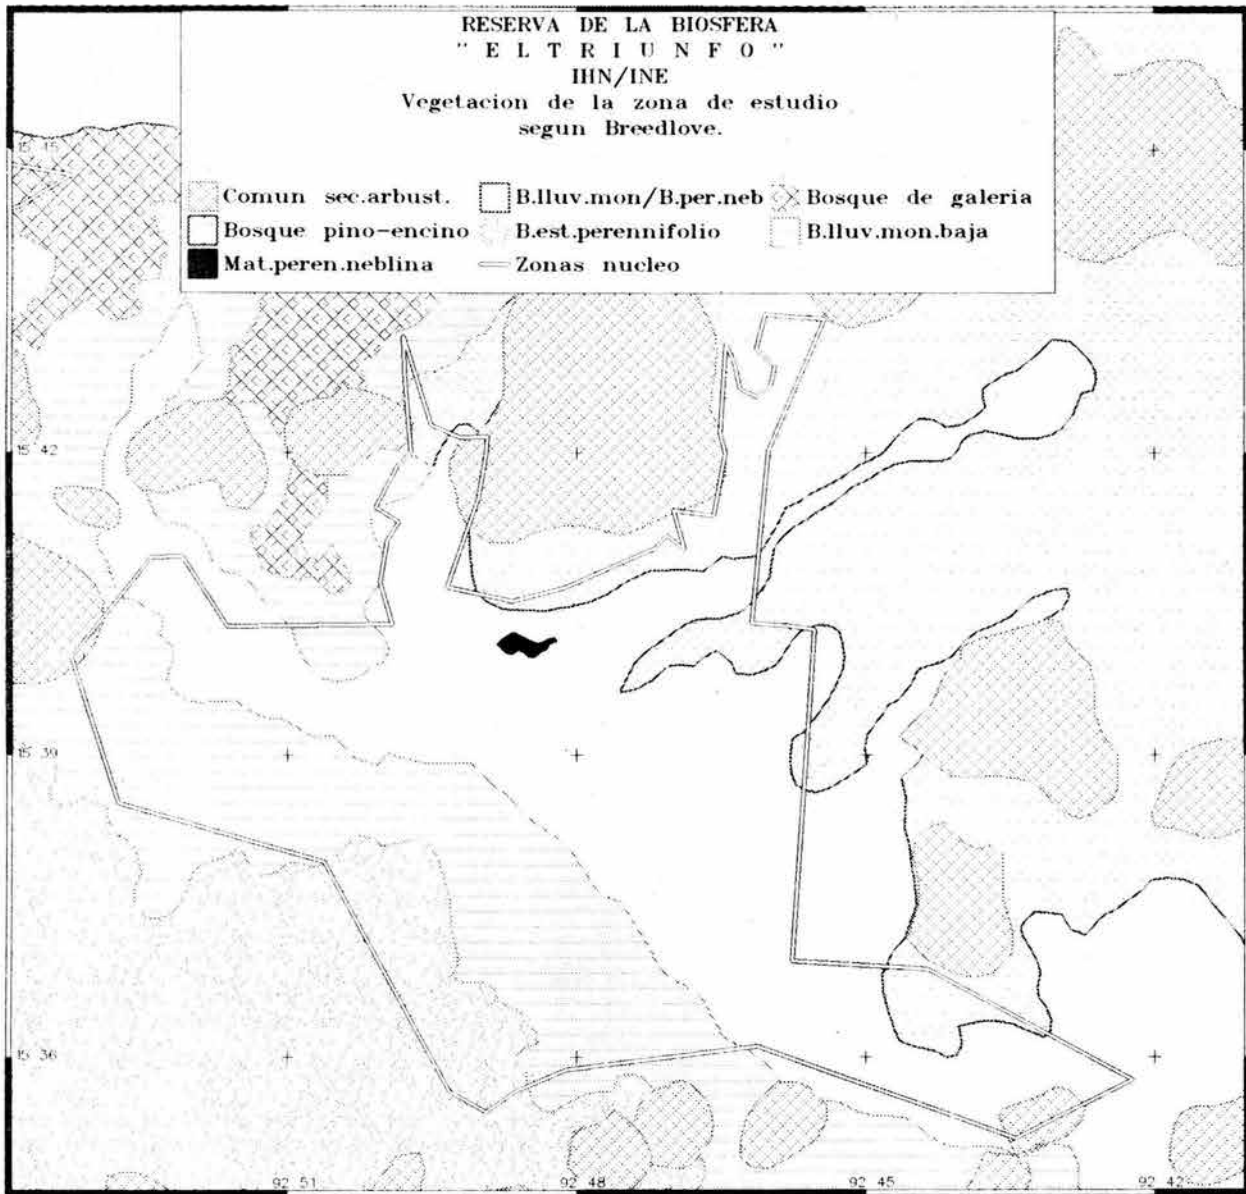 RESERVA DE LA BIOSFERA
" E L T R I U N F O "
IHN/INE
Vegetacion de la zona de estudio
segun Breedlove.
Comun sec.arbust.
B.lluv.mon/B.per.neb
Bosque de galeria
Bosque pino-encino
B.est.perennifolio
B.lluv.mon.baja
Mat.peren.neblina
Zonas nucleo
15 45
15 42
15 39
15 36
92 51
92 48
92 45
92 42